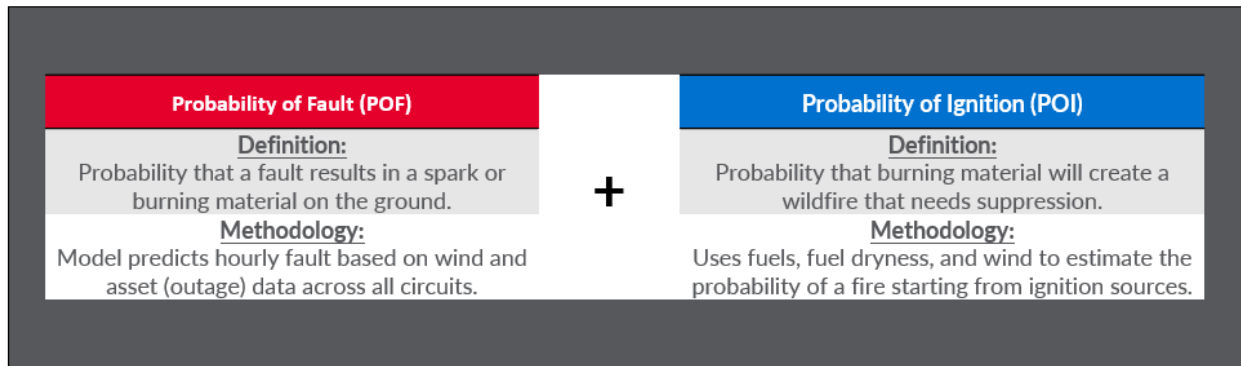 Probability of Fault (POF)
Definition:
Probability that a fault results in a spark or
burning material on the ground.
Methodology:
Model predicts hourly fault based on wind and
asset (outage) data across all circuits.
+
Probability of Ignition (POI)
Definition:
Probability that burning material will create a
wildfire that needs suppression.
Methodology:
Uses fuels, fuel dryness, and wind to estimate the
probability of a fire starting from ignition sources.